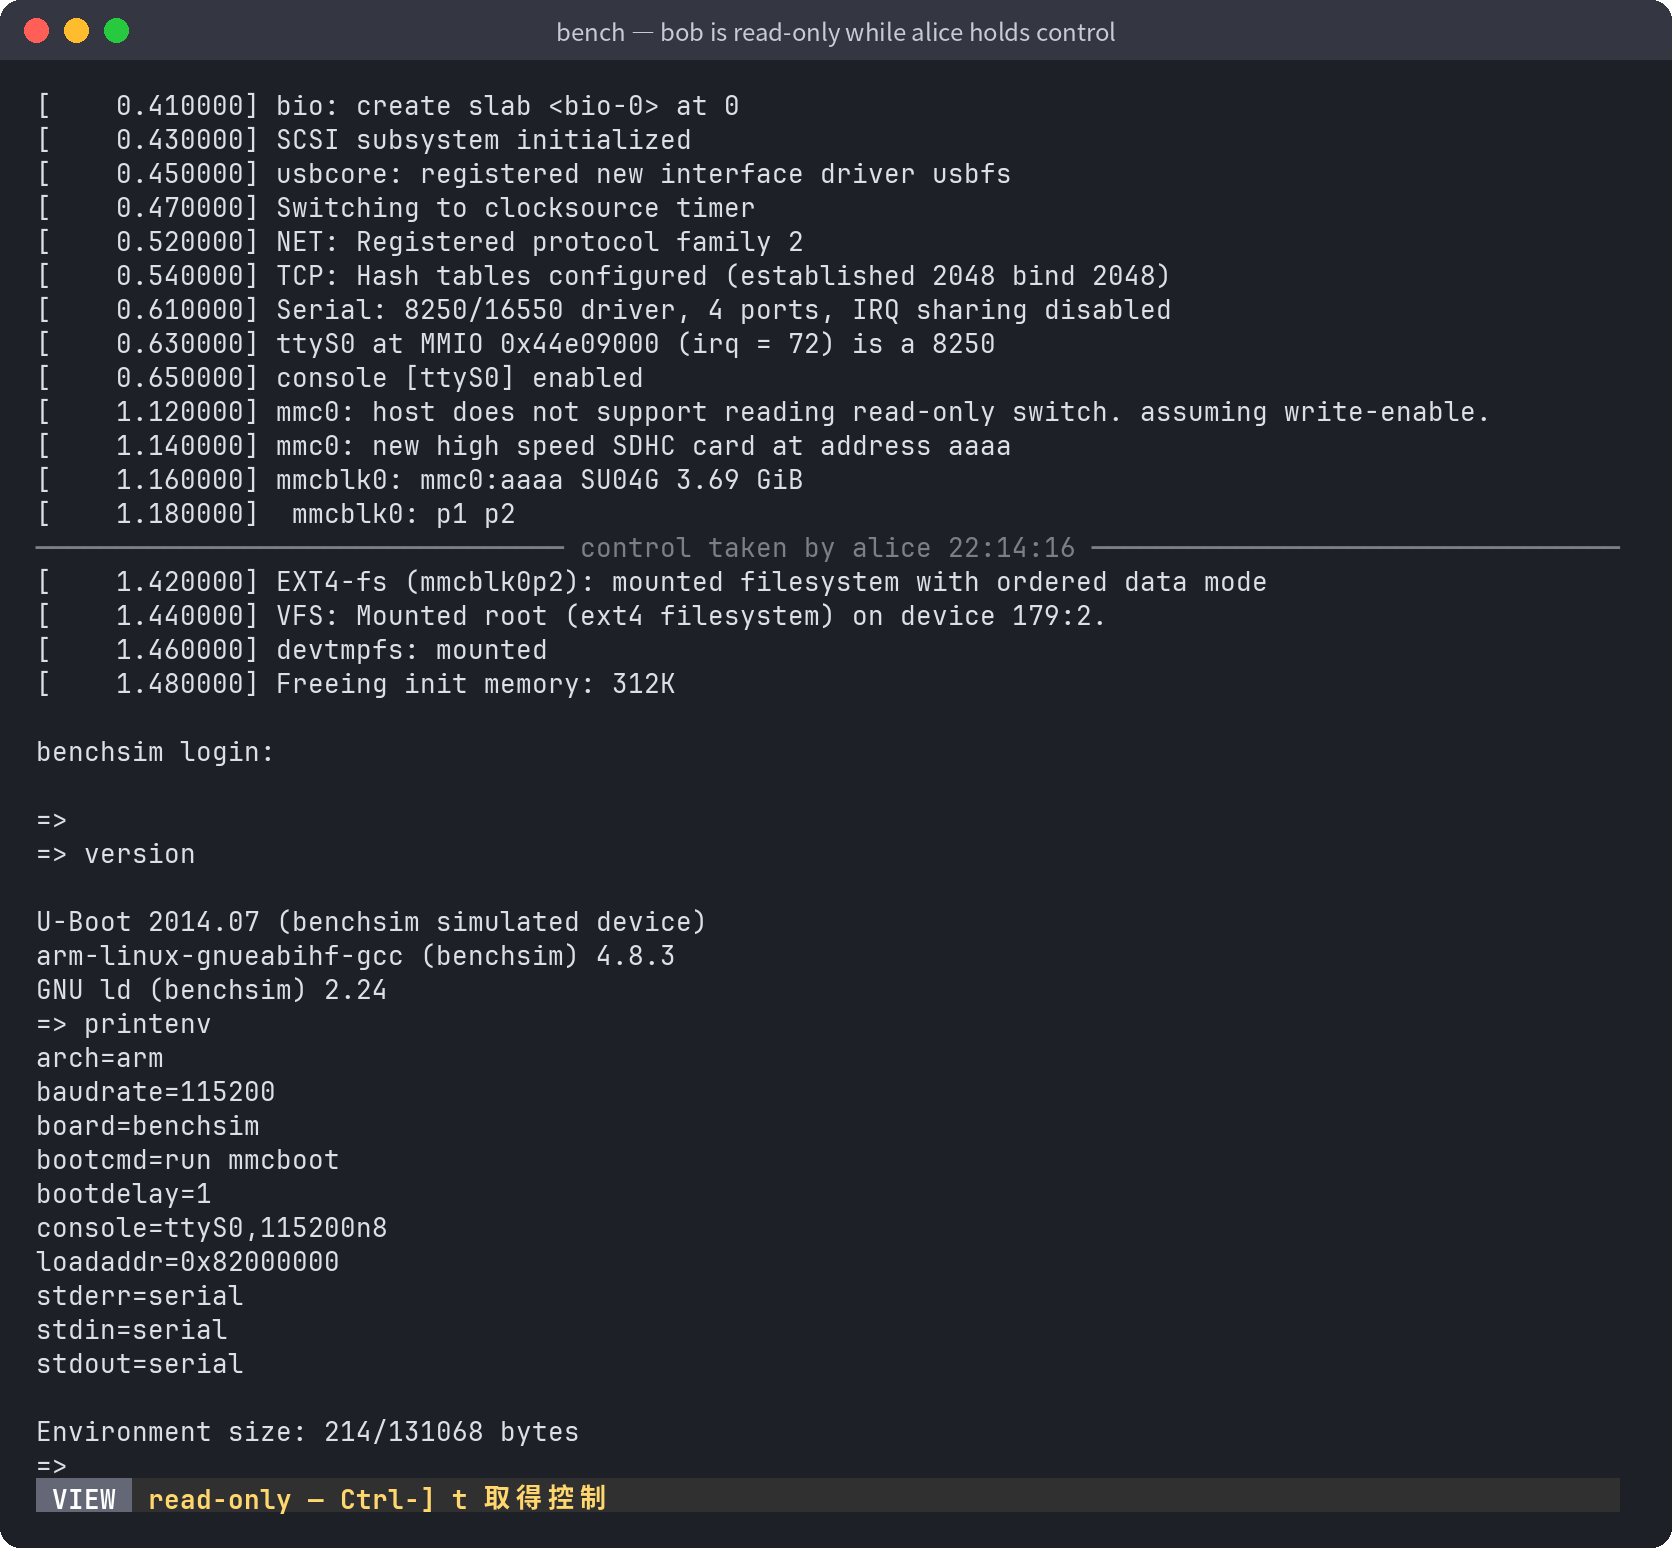 bench — bob is read-only while alice holds control
[    0.410000] bio: create slab <bio-0> at 0
[    0.430000] SCSI subsystem initialized
[    0.450000] usbcore: registered new interface driver usbfs
[    0.470000] Switching to clocksource timer
[    0.520000] NET: Registered protocol family 2
[    0.540000] TCP: Hash tables configured (established 2048 bind 2048)
[    0.610000] Serial: 8250/16550 driver, 4 ports, IRQ sharing disabled
[    0.630000] ttyS0 at MMIO 0x44e09000 (irq = 72) is a 8250
[    0.650000] console [ttyS0] enabled
[    1.120000] mmc0: host does not support reading read-only switch. assuming write-enable.
[    1.140000] mmc0: new high speed SDHC card at address aaaa
[    1.160000] mmcblk0: mmc0:aaaa SU04G 3.69 GiB
[    1.180000]  mmcblk0: p1 p2
control taken by alice 22:14:16
[    1.420000] EXT4-fs (mmcblk0p2): mounted filesystem with ordered data mode
[    1.440000] VFS: Mounted root (ext4 filesystem) on device 179:2.
[    1.460000] devtmpfs: mounted
[    1.480000] Freeing init memory: 312K
benchsim login:
=>
=> version
U-Boot 2014.07 (benchsim simulated device)
arm-linux-gnueabihf-gcc (benchsim) 4.8.3
GNU ld (benchsim) 2.24
=> printenv
arch=arm
baudrate=115200
board=benchsim
bootcmd=run mmcboot
bootdelay=1
console=ttyS0,115200n8
loadaddr=0x82000000
stderr=serial
stdin=serial
stdout=serial
Environment size: 214/131068 bytes
=>
VIEW read-only — Ctrl-] t 取得控制